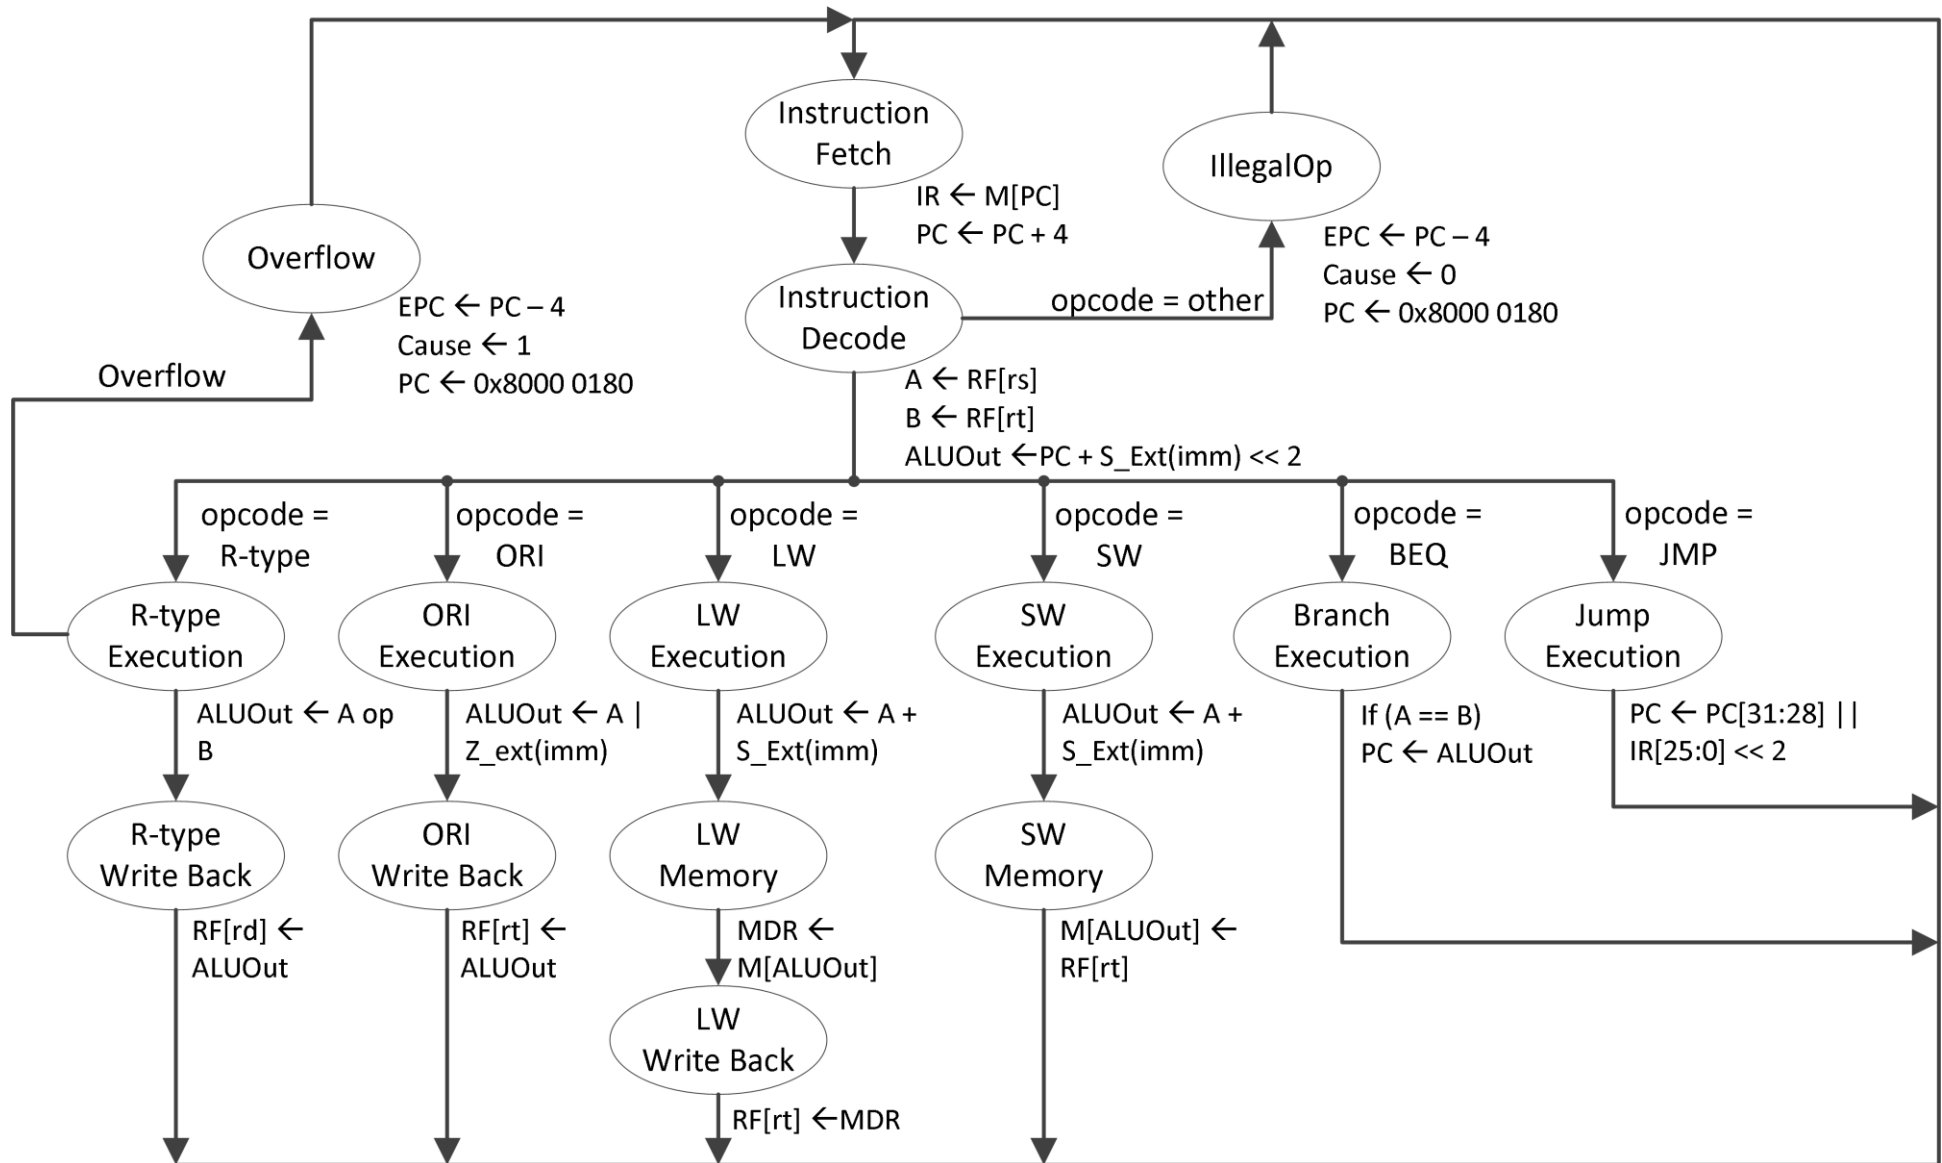 Instruction
Fetch
IR ← M[PC]
PC ← PC + 4
IllegalOp
EPC ← PC – 4
Cause ← 0
PC ← 0x8000 0180
Overflow
EPC ← PC – 4
Cause ← 1
PC ← 0x8000 0180
Overflow
Instruction
Decode
opcode = other
A ← RF[rs]
B ← RF[rt]
ALUOut ←PC + S_Ext(imm) << 2
opcode =
R-type
opcode =
ORI
opcode =
LW
opcode =
SW
opcode =
BEQ
opcode =
JMP
R-type
Execution
ORI
Execution
LW
Execution
SW
Execution
Branch
Execution
Jump
Execution
ALUOut ← A op
B
ALUOut ← A |
Z_ext(imm)
ALUOut ← A +
S_Ext(imm)
ALUOut ← A +
S_Ext(imm)
If (A == B)
PC ← ALUOut
PC ← PC[31:28] ||
IR[25:0] << 2
R-type
Write Back
ORI
Write Back
LW
Memory
SW
Memory
RF[rd] ←
ALUOut
RF[rt] ←
ALUOut
MDR ←
M[ALUOut]
M[ALUOut] ←
RF[rt]
LW
Write Back
RF[rt] ←MDR